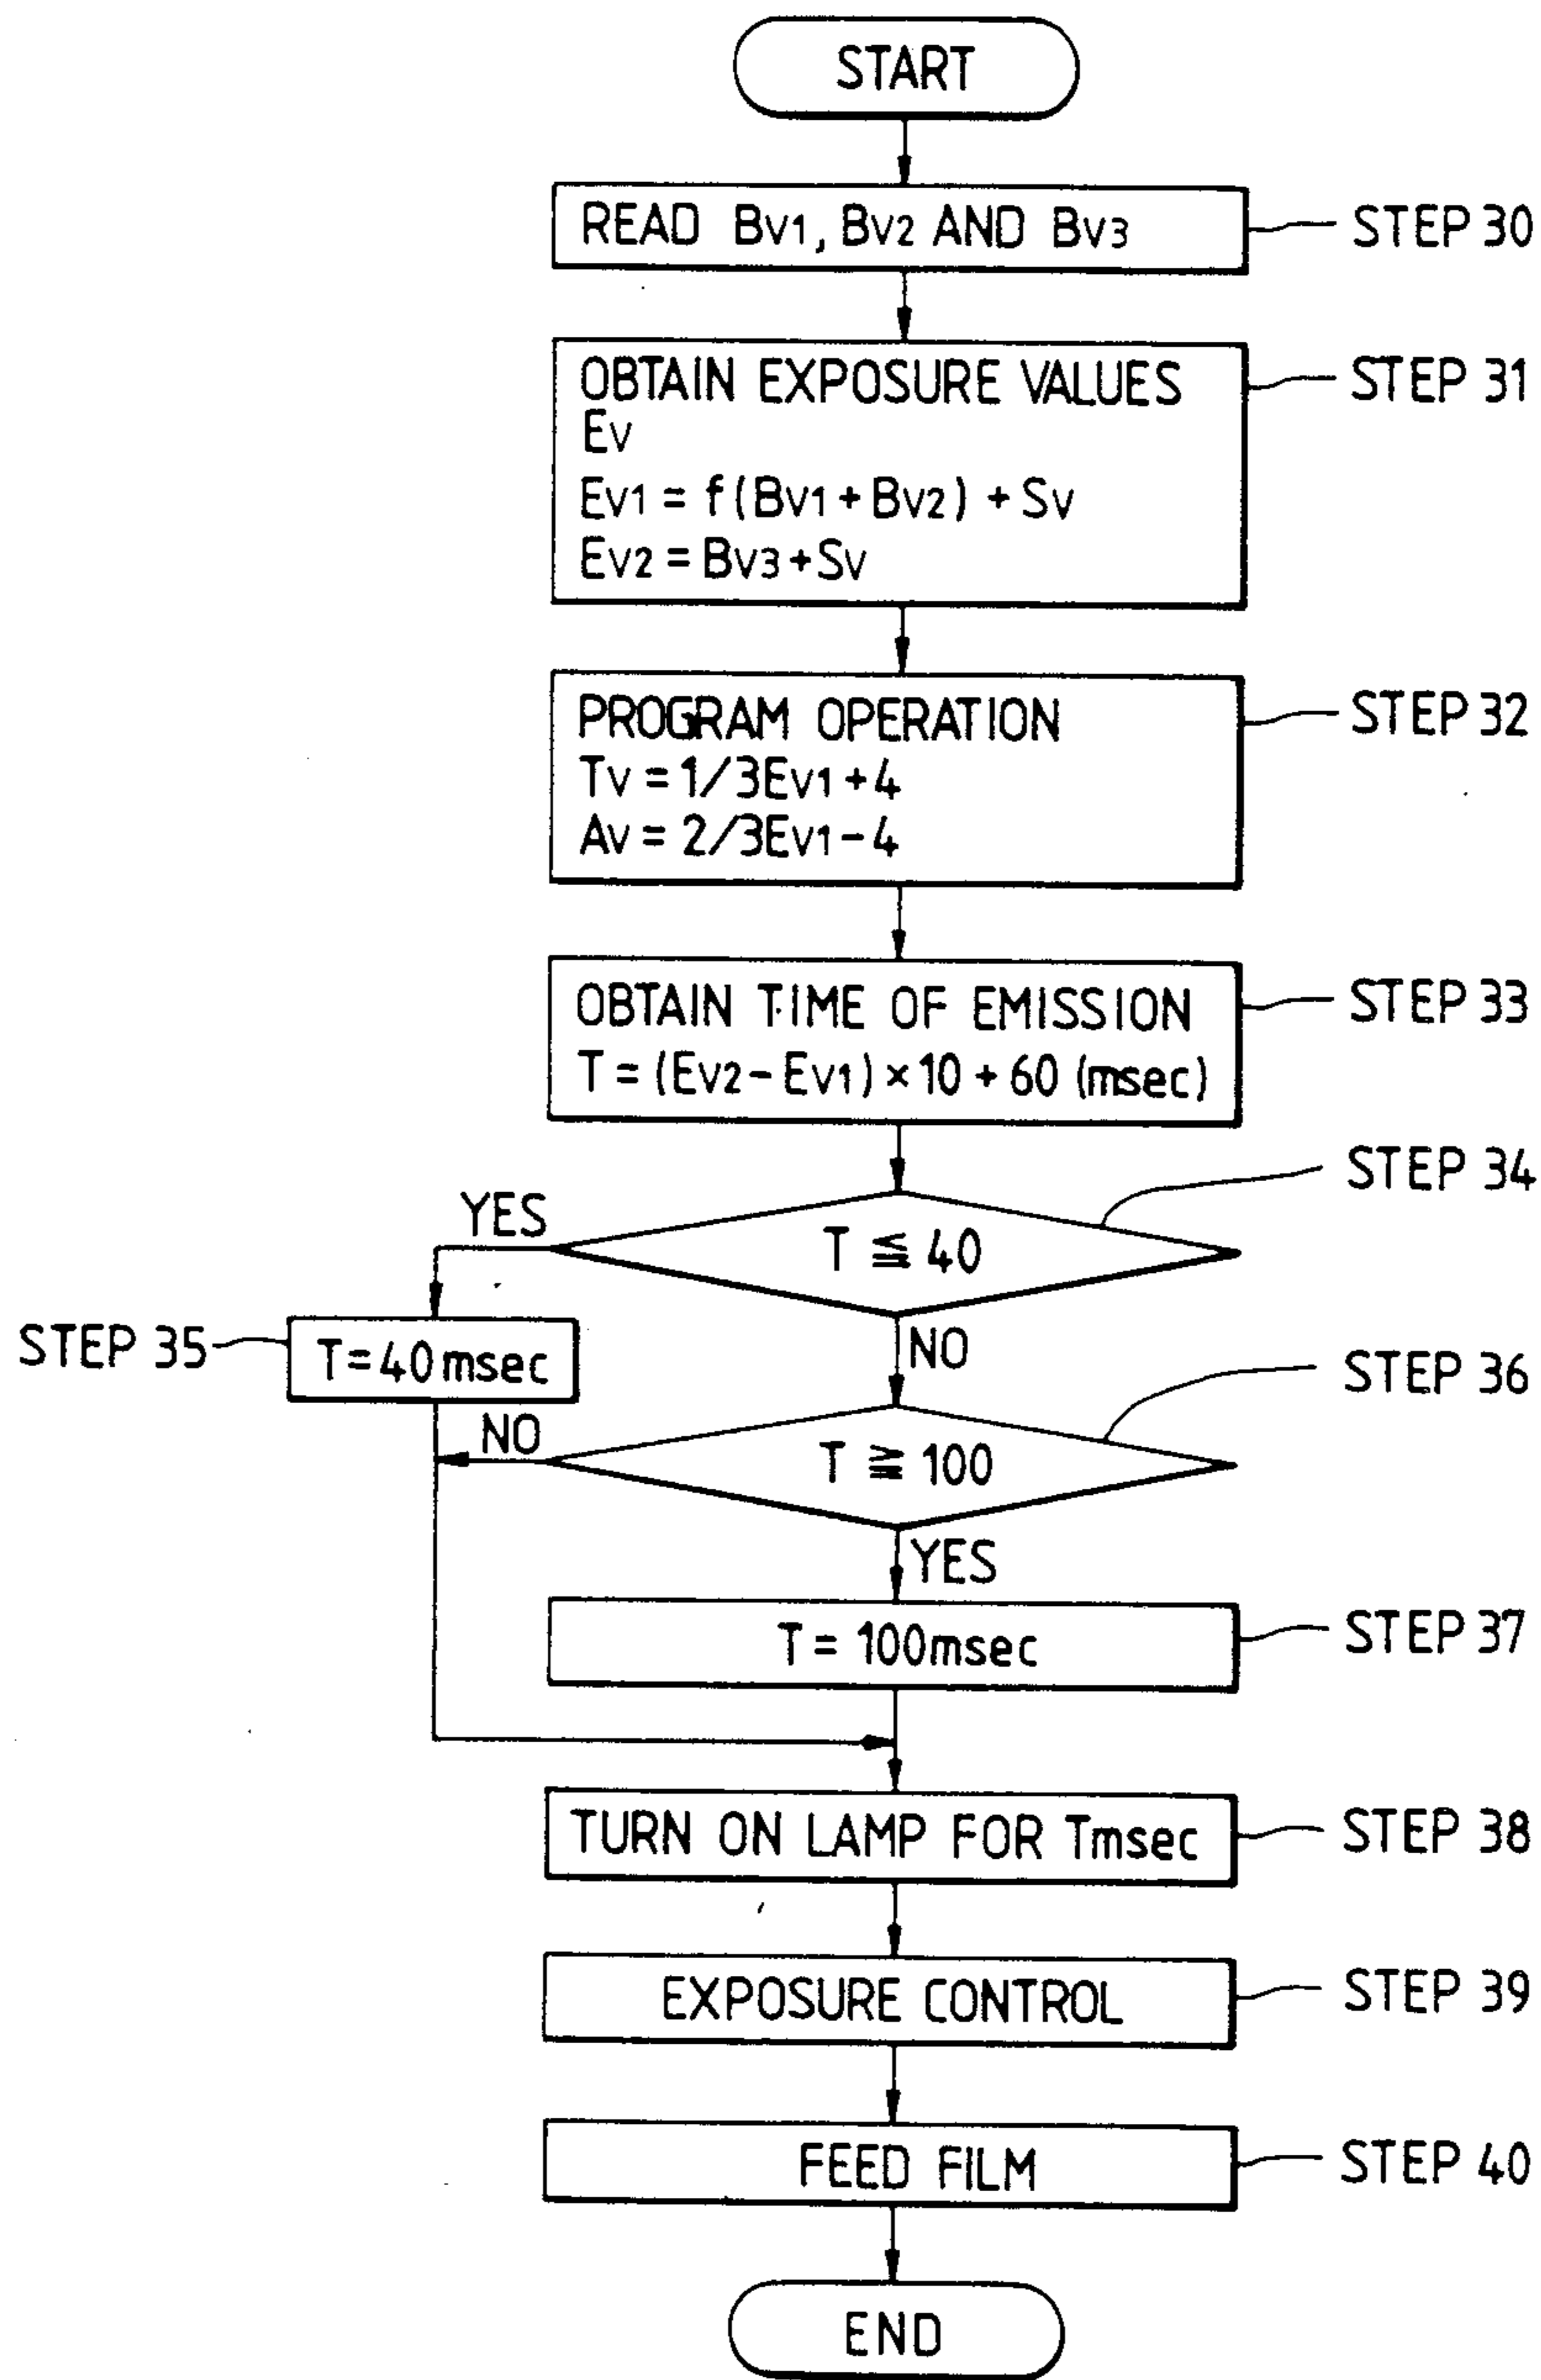 START
READ Bv1, Bv2 AND Bv3
STEP 30
OBTAIN EXPOSURE VALUES
Ev
Ev1 = f(Bv1+Bv2) + Sv
Ev2 = Bv3+Sv
STEP 31
PROGRAM OPERATION
Tv = 1/3Ev1+4
Av = 2/3Ev1-4
STEP 32
OBTAIN TIME OF EMISSION
T = (Ev2 - Ev1) × 10 + 60 (msec)
STEP 33
STEP 34
YES
T ≦ 40
STEP 35
T=40msec
NO
STEP 36
NO
T ≧ 100
YES
T = 100msec
STEP 37
TURN ON LAMP FOR Tmsec
STEP 38
EXPOSURE CONTROL
STEP 39
FEED FILM
STEP 40
END